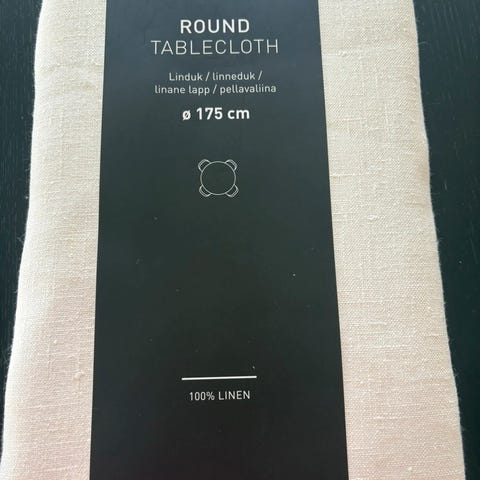 ROUND
TABLECLOTH
Linduk / linneduk /
linane lapp / pellavaliina
ø 175 cm
100% LINEN